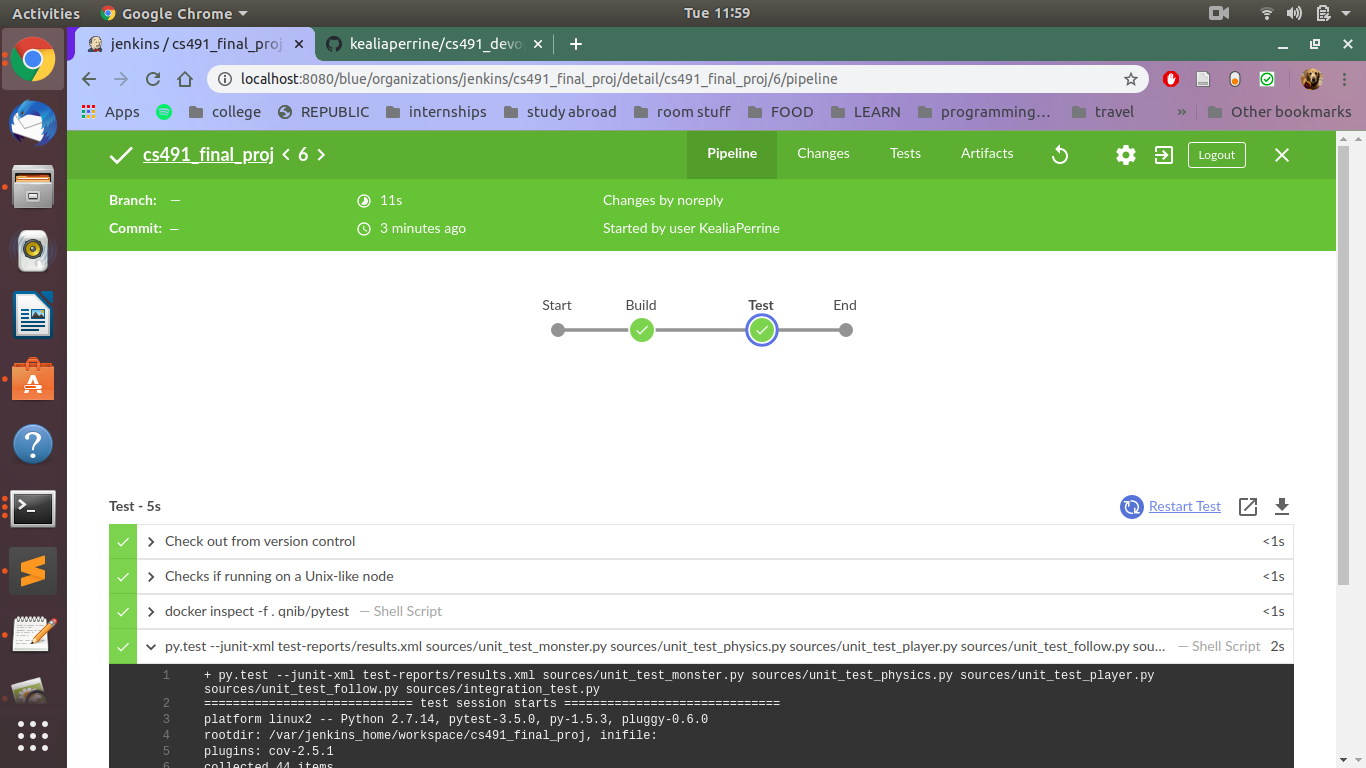 Activities Google Chrome Tue 11:59
jenkins / cs491_final_proj kealiaperrine/cs491_devo
localhost:8080/blue/organizations/jenkins/cs491_final_proj/detail/cs491_final_proj/6/pipeline
Apps college REPUBLIC internships study abroad room stuff FOOD LEARN programming… travel » Other bookmarks
cs491_final_proj < 6 > Pipeline Changes Tests Artifacts Logout
Branch: — 11s Changes by noreply
Commit: — 3 minutes ago Started by user KealiaPerrine
Start Build Test End
Test - 5s Restart Test
Check out from version control <1s
Checks if running on a Unix-like node <1s
docker inspect -f . qnib/pytest — Shell Script <1s
py.test --junit-xml test-reports/results.xml sources/unit_test_monster.py sources/unit_test_physics.py sources/unit_test_player.py sources/unit_test_follow.py sou... — Shell Script 2s
1 + py.test --junit-xml test-reports/results.xml sources/unit_test_monster.py sources/unit_test_physics.py sources/unit_test_player.py
sources/unit_test_follow.py sources/integration_test.py
2 ============================= test session starts ==============================
3 platform linux2 -- Python 2.7.14, pytest-3.5.0, py-1.5.3, pluggy-0.6.0
4 rootdir: /var/jenkins_home/workspace/cs491_final_proj, inifile:
5 plugins: cov-2.5.1
6 collected 44 items